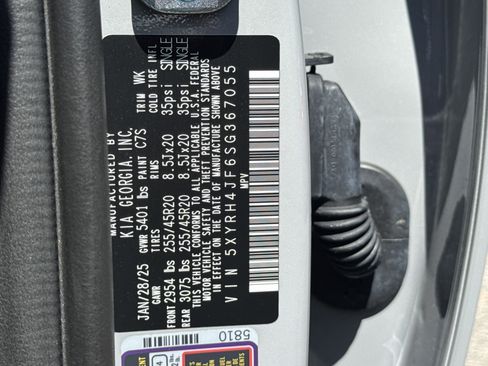 MANUFACTURED BY
KIA GEORGIA, INC.
JAN/28/25 GVWR 5401 lbs PAINT C7S TRIM WK
GAWR TIRES RIMS COLD TIRE INFL
FRONT 2954 lbs 255/45R20 8.5Jx20 35psi SINGLE
REAR 3075 lbs 255/45R20 8.5Jx20 35psi SINGLE
THIS VEHICLE CONFORMS TO ALL APPLICABLE U.S.A. FEDERAL
MOTOR VEHICLE SAFETY AND THEFT PREVENTION STANDARDS
IN EFFECT ON THE DATE OF MANUFACTURE SHOWN ABOVE
MPV
VIN 5XYRH4JF6SG367055
5810